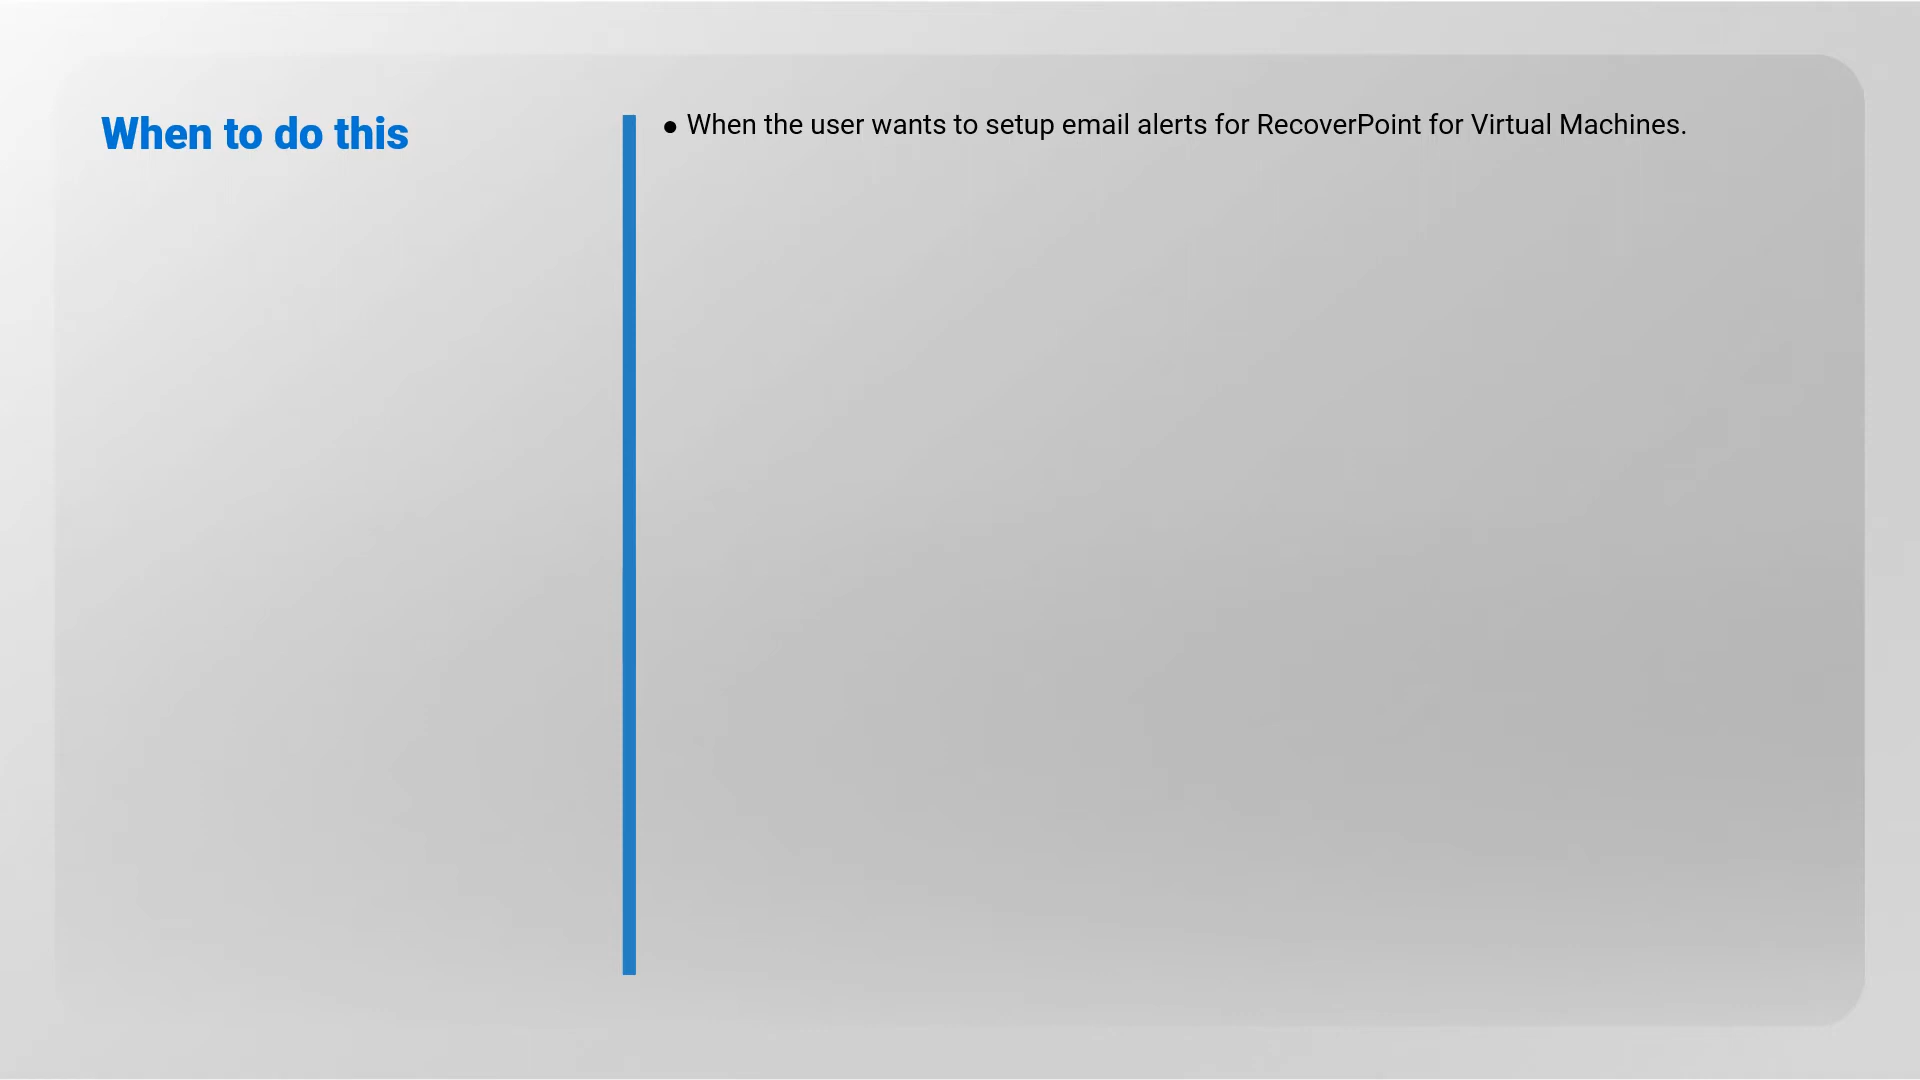 When to do this
● When the user wants to setup email alerts for RecoverPoint for Virtual Machines.